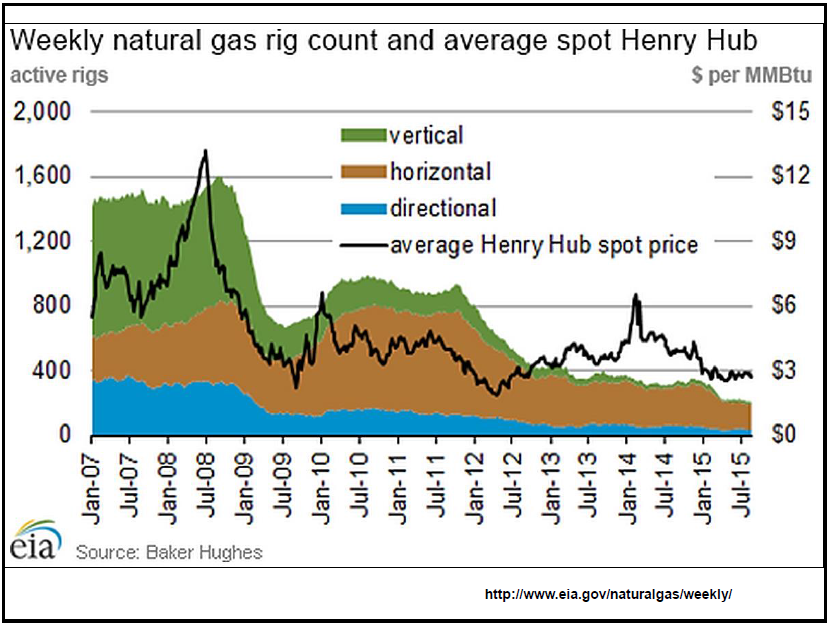 Weekly natural gas rig count and average spot Henry Hub
active rigs $ per MMBtu
2,000 $15
vertical
1,600 $12
horizontal
directional
1,200 $9
average Henry Hub spot price
800 $6
400 $3
0 $0
Jan-07 Jul-07 Jan-08 Jul-08 Jan-09 Jul-09 Jan-10 Jul-10 Jan-11 Jul-11 Jan-12 Jul-12 Jan-13 Jul-13 Jan-14 Jul-14 Jan-15 Jul-15
eia Source: Baker Hughes
http://www.eia.gov/naturalgas/weekly/